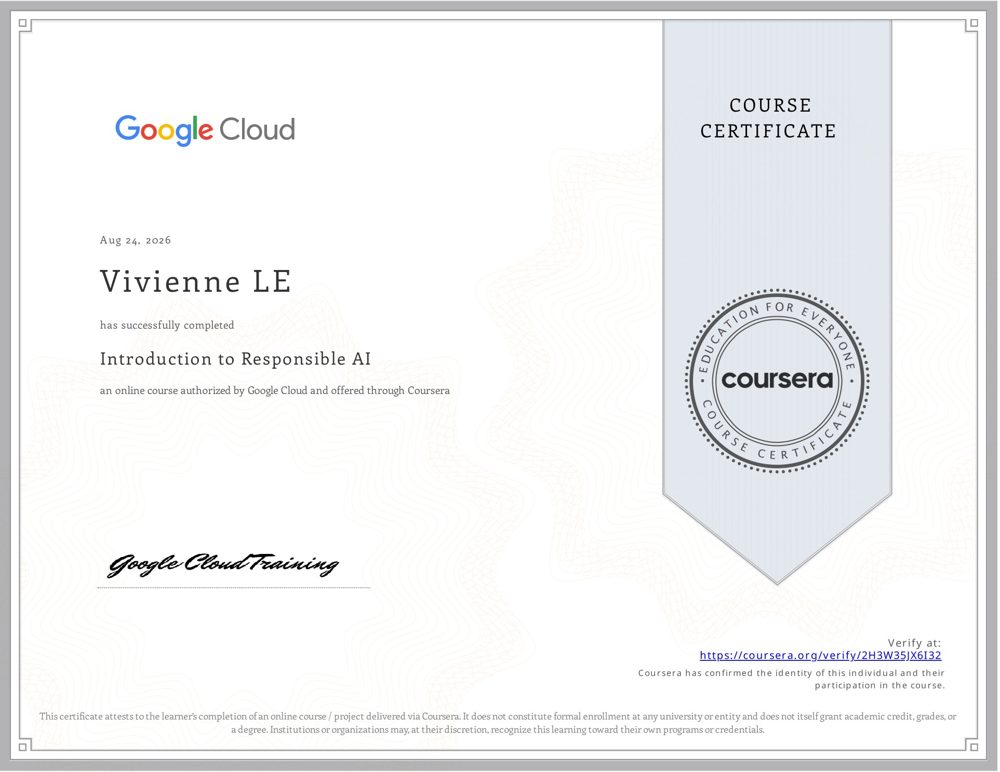 Google Cloud
COURSE
CERTIFICATE
Aug 24, 2026
Vivienne LE
has successfully completed
Introduction to Responsible AI
an online course authorized by Google Cloud and offered through Coursera
EDUCATION FOR EVERYONE
coursera
COURSE CERTIFICATE
Google Cloud Training
Verify at:
https://coursera.org/verify/2H3W35JX6I32
Coursera has confirmed the identity of this individual and their
participation in the course.
This certificate attests to the learner's completion of an online course / project delivered via Coursera. It does not constitute formal enrollment at any university or entity and does not itself grant academic credit, grades, or
a degree. Institutions or organizations may, at their discretion, recognize this learning toward their own programs or credentials.